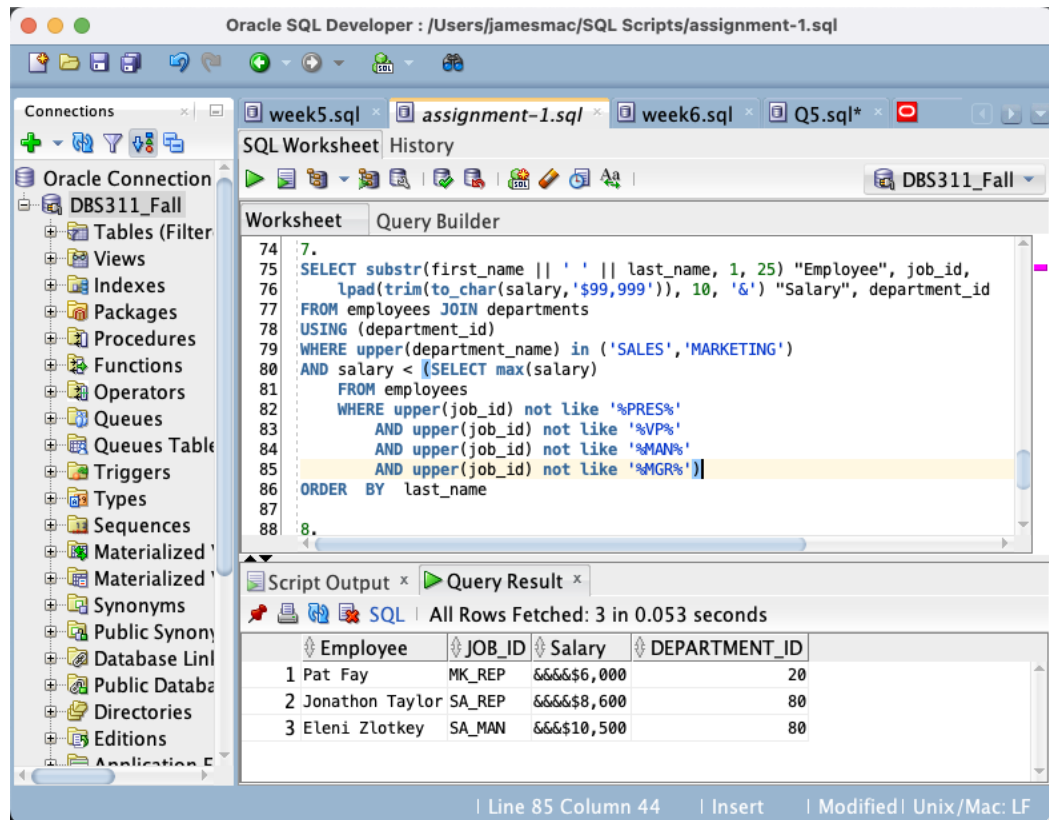 Oracle SQL Developer : /Users/jamesmac/SQL Scripts/assignment-1.sql
Connections
Oracle Connection
DBS311_Fall
Tables (Filter
Views
Indexes
Packages
Procedures
Functions
Operators
Queues
Queues Table
Triggers
Types
Sequences
Materialized
Materialized
Synonyms
Public Synony
Database Linl
Public Databa
Directories
Editions
Application
week5.sql
assignment-1.sql
week6.sql
Q5.sql*
SQL Worksheet History
DBS311_Fall
Worksheet Query Builder
74 7.
75 SELECT substr(first_name || ' ' || last_name, 1, 25) "Employee", job_id,
76 lpad(trim(to_char(salary,'$99,999')), 10, '&') "Salary", department_id
77 FROM employees JOIN departments
78 USING (department_id)
79 WHERE upper(department_name) in ('SALES','MARKETING')
80 AND salary < (SELECT max(salary)
81 FROM employees
82 WHERE upper(job_id) not like '%PRES%'
83 AND upper(job_id) not like '%VP%'
84 AND upper(job_id) not like '%MAN%'
85 AND upper(job_id) not like '%MGR%')
86 ORDER BY last_name
87
88 8.
Script Output x Query Result x
SQL | All Rows Fetched: 3 in 0.053 seconds
Employee JOB_ID Salary DEPARTMENT_ID
1 Pat Fay MK_REP &&&&$6,000 20
2 Jonathon Taylor SA_REP &&&&$8,600 80
3 Eleni Zlotkey SA_MAN &&&$10,500 80
| Line 85 Column 44 | Insert | Modified | Unix/Mac: LF